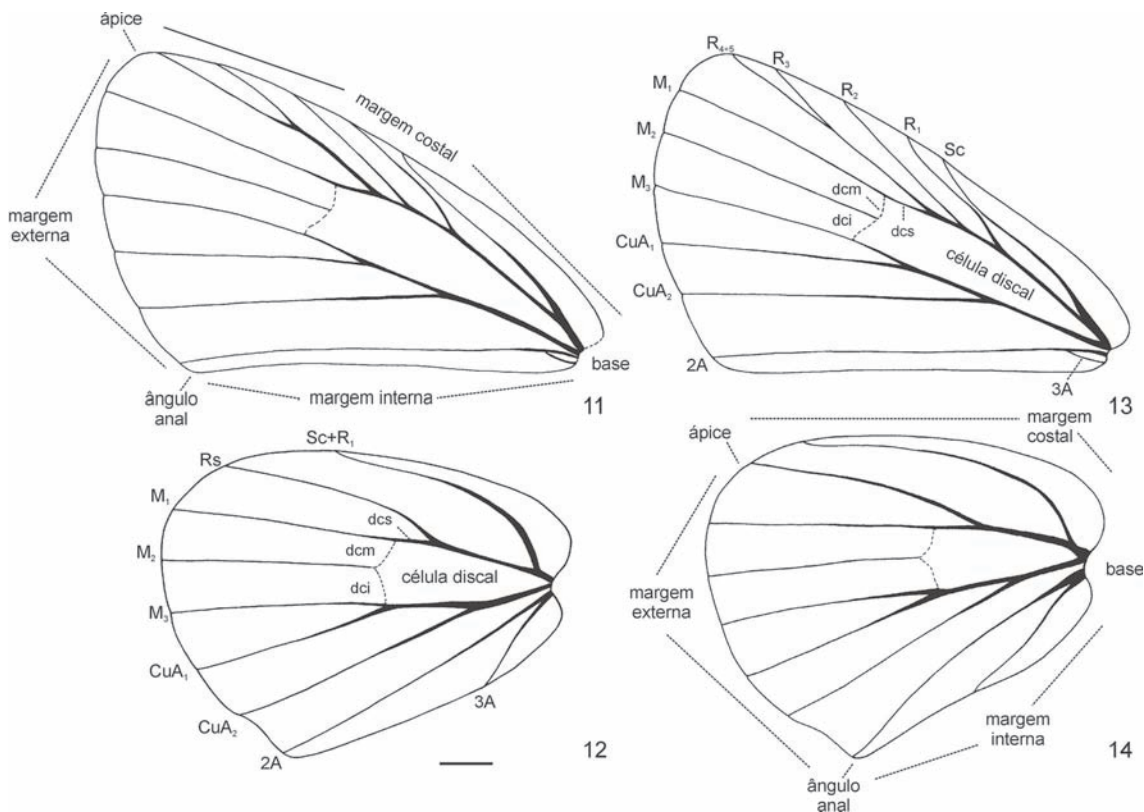 ápice
margem costal
margem
externa
ângulo
anal
margem interna
base
11
R₄₊₅
R₃
R₂
R₁
Sc
M₁
M₂
M₃
CuA₁
CuA₂
2A
3A
dcm
dci
dcs
célula discal
13
Sc+R₁
Rs
M₁
M₂
M₃
CuA₁
CuA₂
2A
3A
dcs
dcm
dci
célula discal
12
ápice
margem
costal
base
margem
externa
margem
interna
ângulo
anal
14